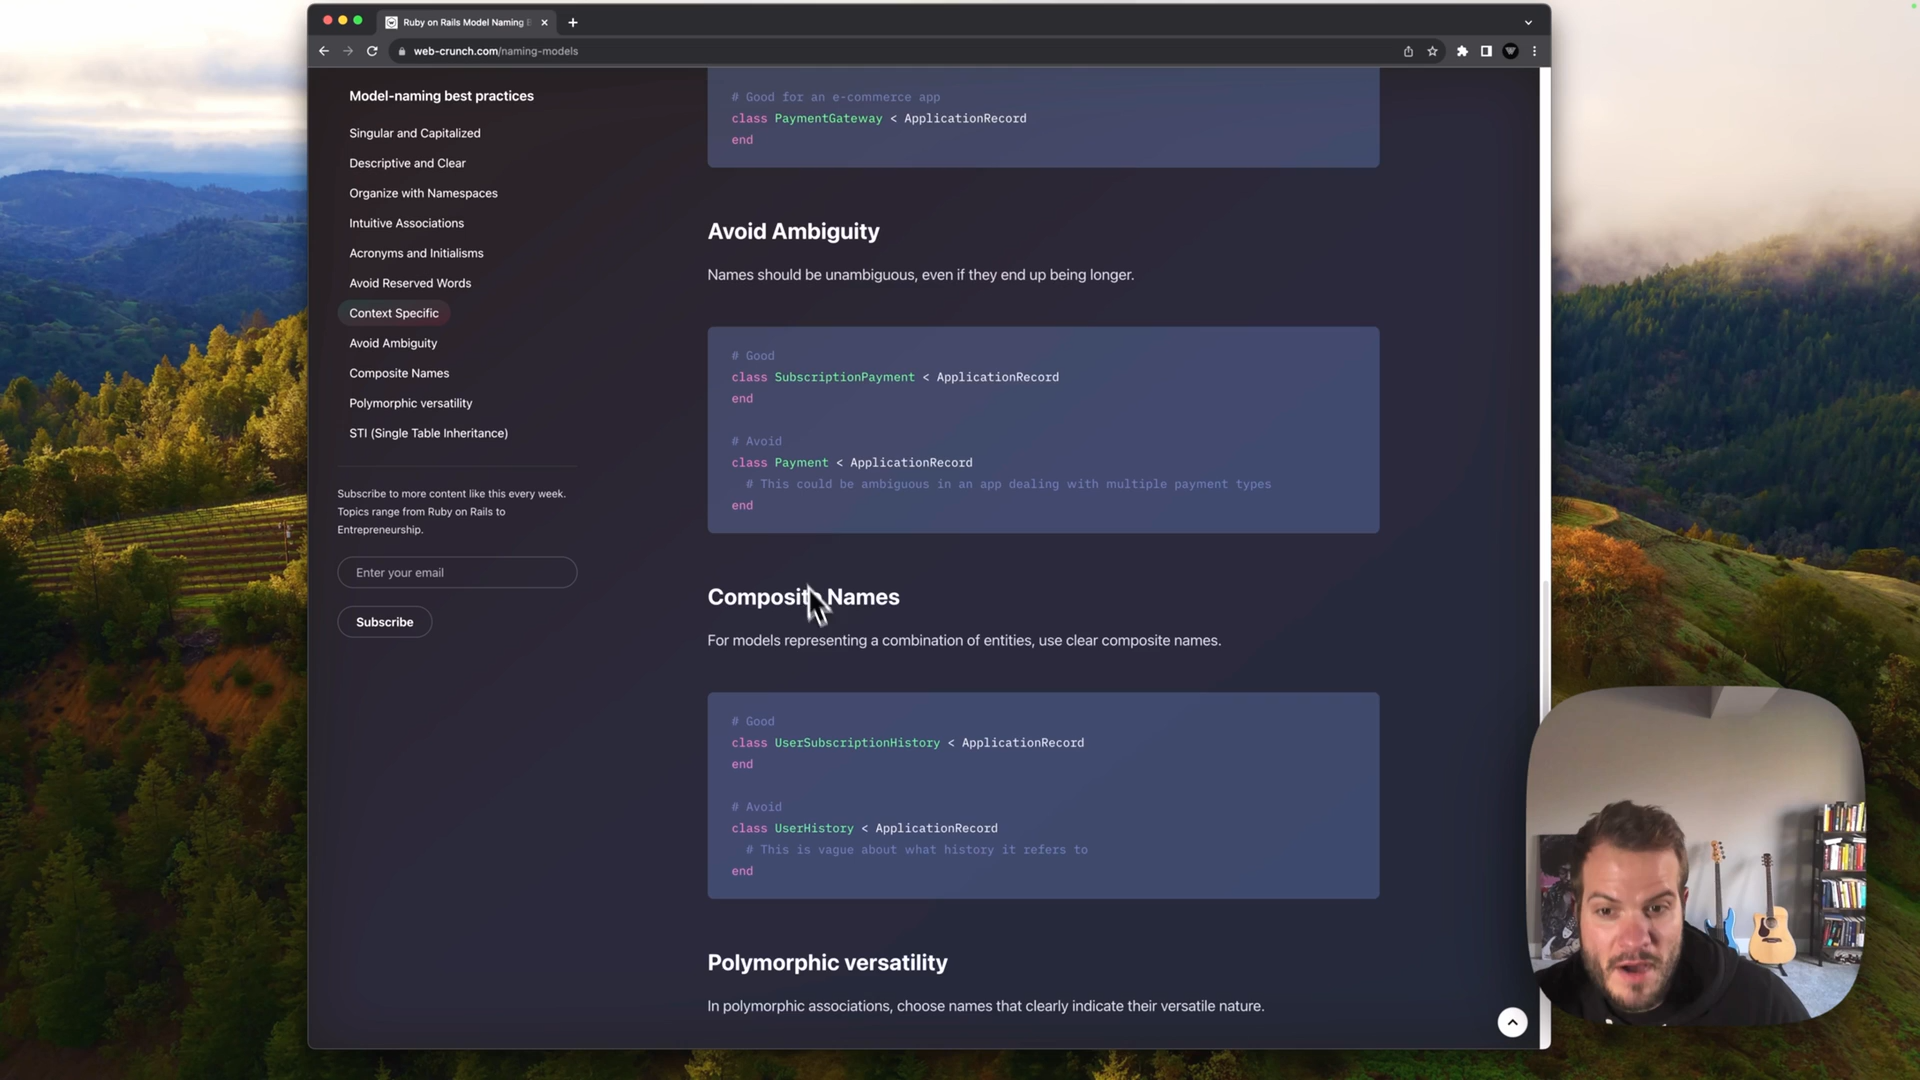 Ruby on Rails Model Naming
web-crunch.com/naming-models
Model-naming best practices
Singular and Capitalized
Descriptive and Clear
Organize with Namespaces
Intuitive Associations
Acronyms and Initialisms
Avoid Reserved Words
Context Specific
Avoid Ambiguity
Composite Names
Polymorphic versatility
STI (Single Table Inheritance)
Subscribe to more content like this every week.
Topics range from Ruby on Rails to
Entrepreneurship.
Enter your email
Subscribe
# Good for an e-commerce app
class PaymentGateway < ApplicationRecord
end
Avoid Ambiguity
Names should be unambiguous, even if they end up being longer.
# Good
class SubscriptionPayment < ApplicationRecord
end
# Avoid
class Payment < ApplicationRecord
# This could be ambiguous in an app dealing with multiple payment types
end
Composite Names
For models representing a combination of entities, use clear composite names.
# Good
class UserSubscriptionHistory < ApplicationRecord
end
# Avoid
class UserHistory < ApplicationRecord
# This is vague about what history it refers to
end
Polymorphic versatility
In polymorphic associations, choose names that clearly indicate their versatile nature.